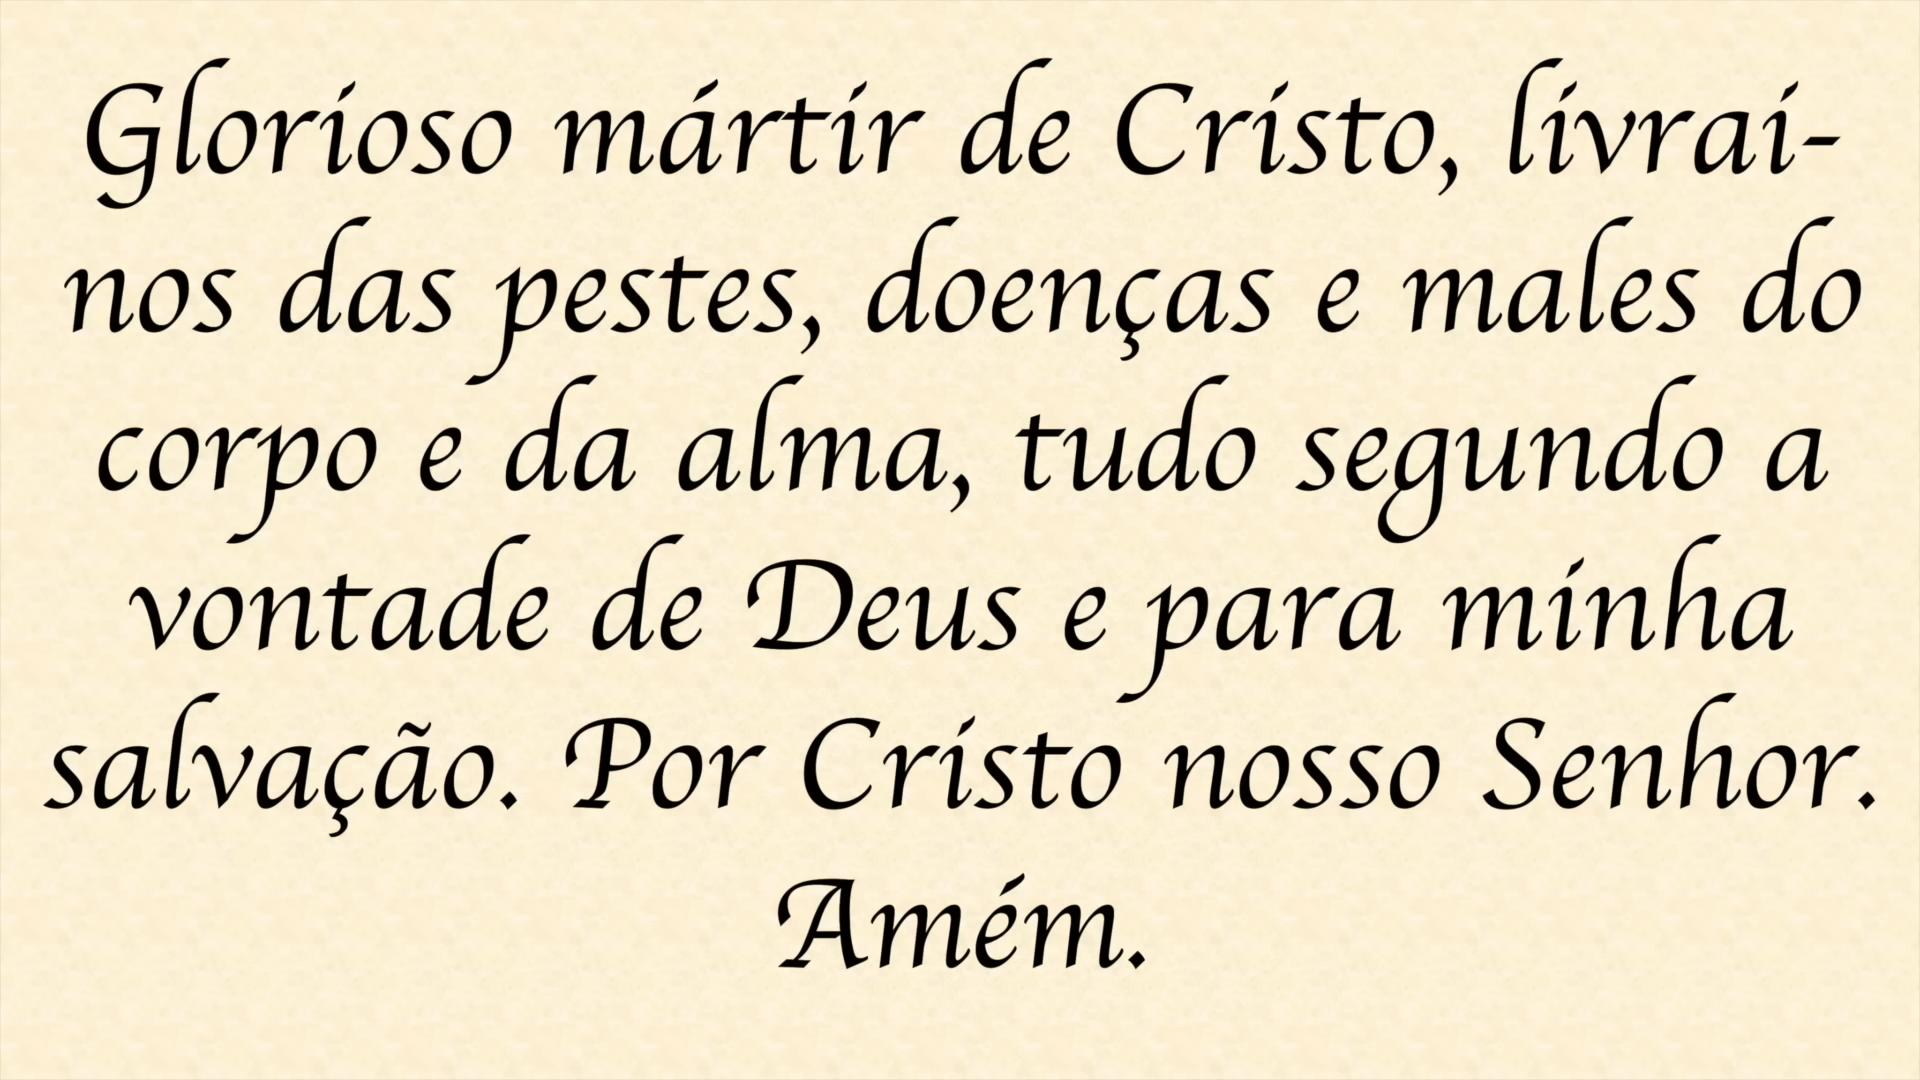 Glorioso mártir de Cristo, livrai-
nos das pestes, doenças e males do
corpo e da alma, tudo segundo a
vontade de Deus e para minha
salvação. Por Cristo nosso Senhor.
Amém.